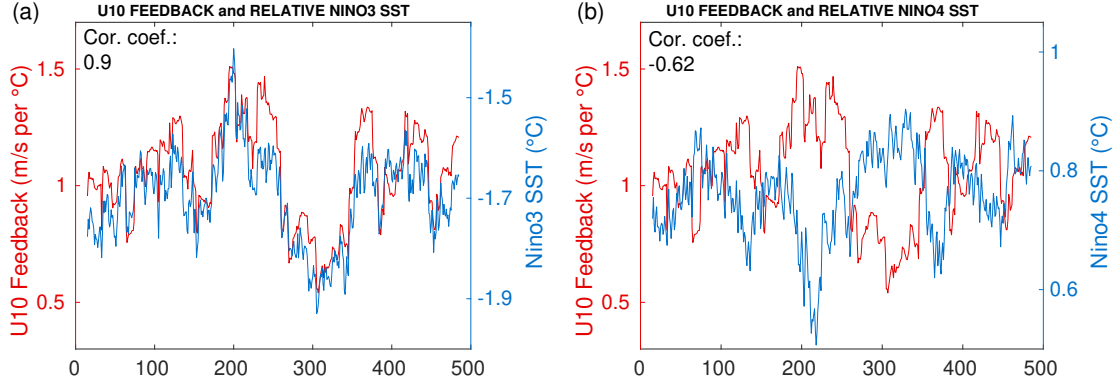 (a)
U10 FEEDBACK and RELATIVE NINO3 SST
Cor. coef.:
0.9
U10 Feedback (m/s per °C)
1.5
1
0.5
Nino3 SST (°C)
-1.5
-1.7
-1.9
0 100 200 300 400 500
(b)
U10 FEEDBACK and RELATIVE NINO4 SST
Cor. coef.:
-0.62
U10 Feedback (m/s per °C)
1.5
1
0.5
Nino4 SST (°C)
1
0.8
0.6
0 100 200 300 400 500